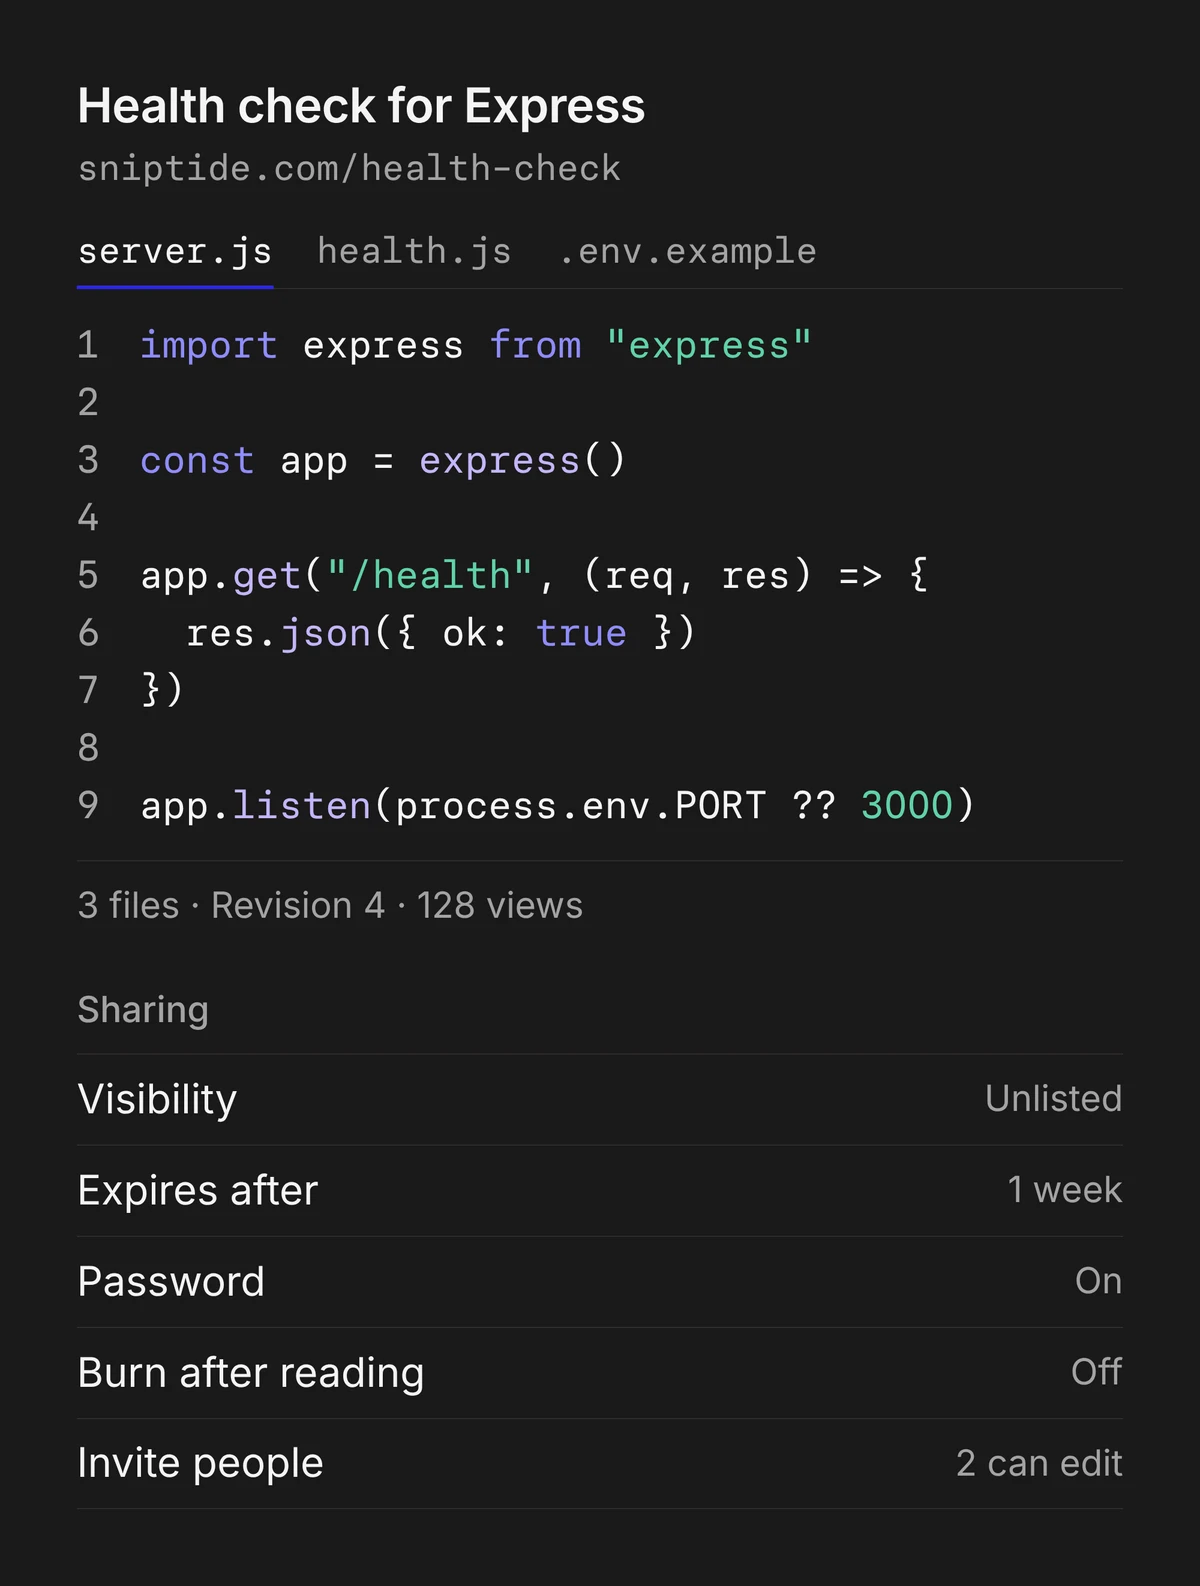 Health check for Express
sniptide.com/health-check
server.js health.js .env.example
1 import express from "express"
2
3 const app = express()
4
5 app.get("/health", (req, res) => {
6   res.json({ ok: true })
7 })
8
9 app.listen(process.env.PORT ?? 3000)
3 files · Revision 4 · 128 views
Sharing
Visibility Unlisted
Expires after 1 week
Password On
Burn after reading Off
Invite people 2 can edit